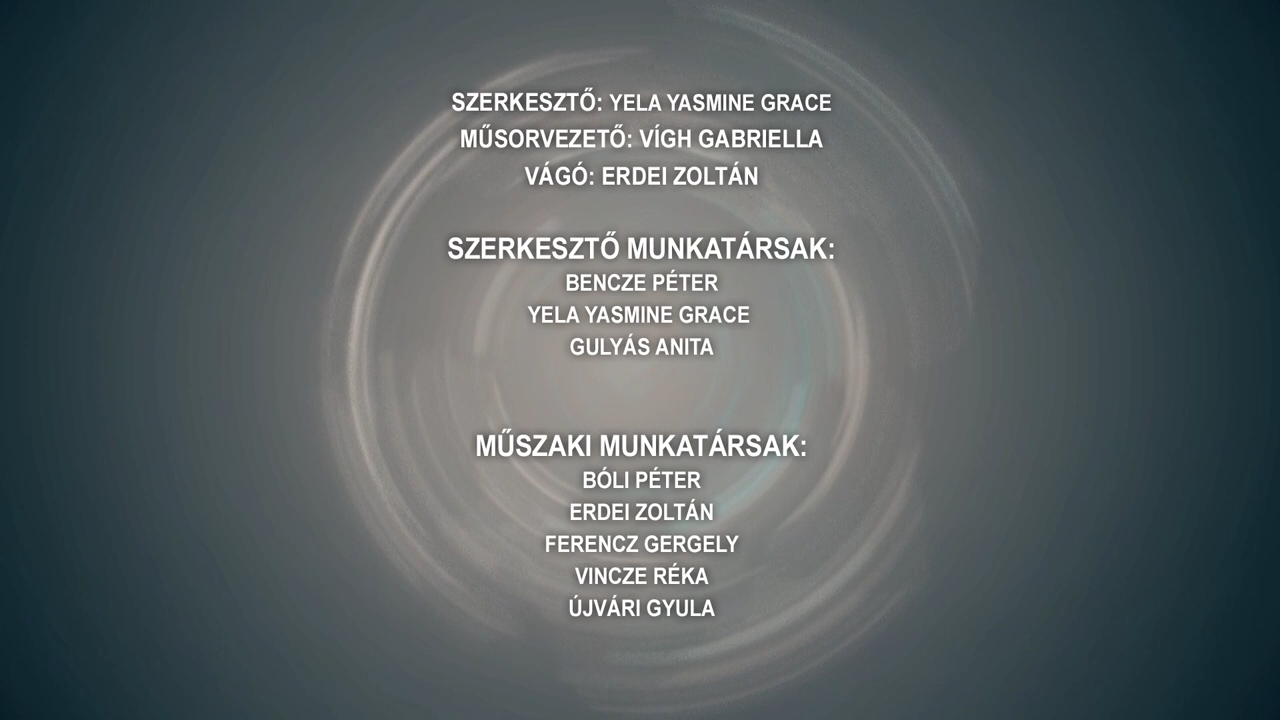 SZERKESZTŐ: YELA YASMINE GRACE
MŰSORVEZETŐ: VÍGH GABRIELLA
VÁGÓ: ERDEI ZOLTÁN
SZERKESZTŐ MUNKATÁRSAK:
BENCZE PÉTER
YELA YASMINE GRACE
GULYÁS ANITA
MŰSZAKI MUNKATÁRSAK:
BÓLI PÉTER
ERDEI ZOLTÁN
FERENCZ GERGELY
VINCZE RÉKA
ÚJVÁRI GYULA